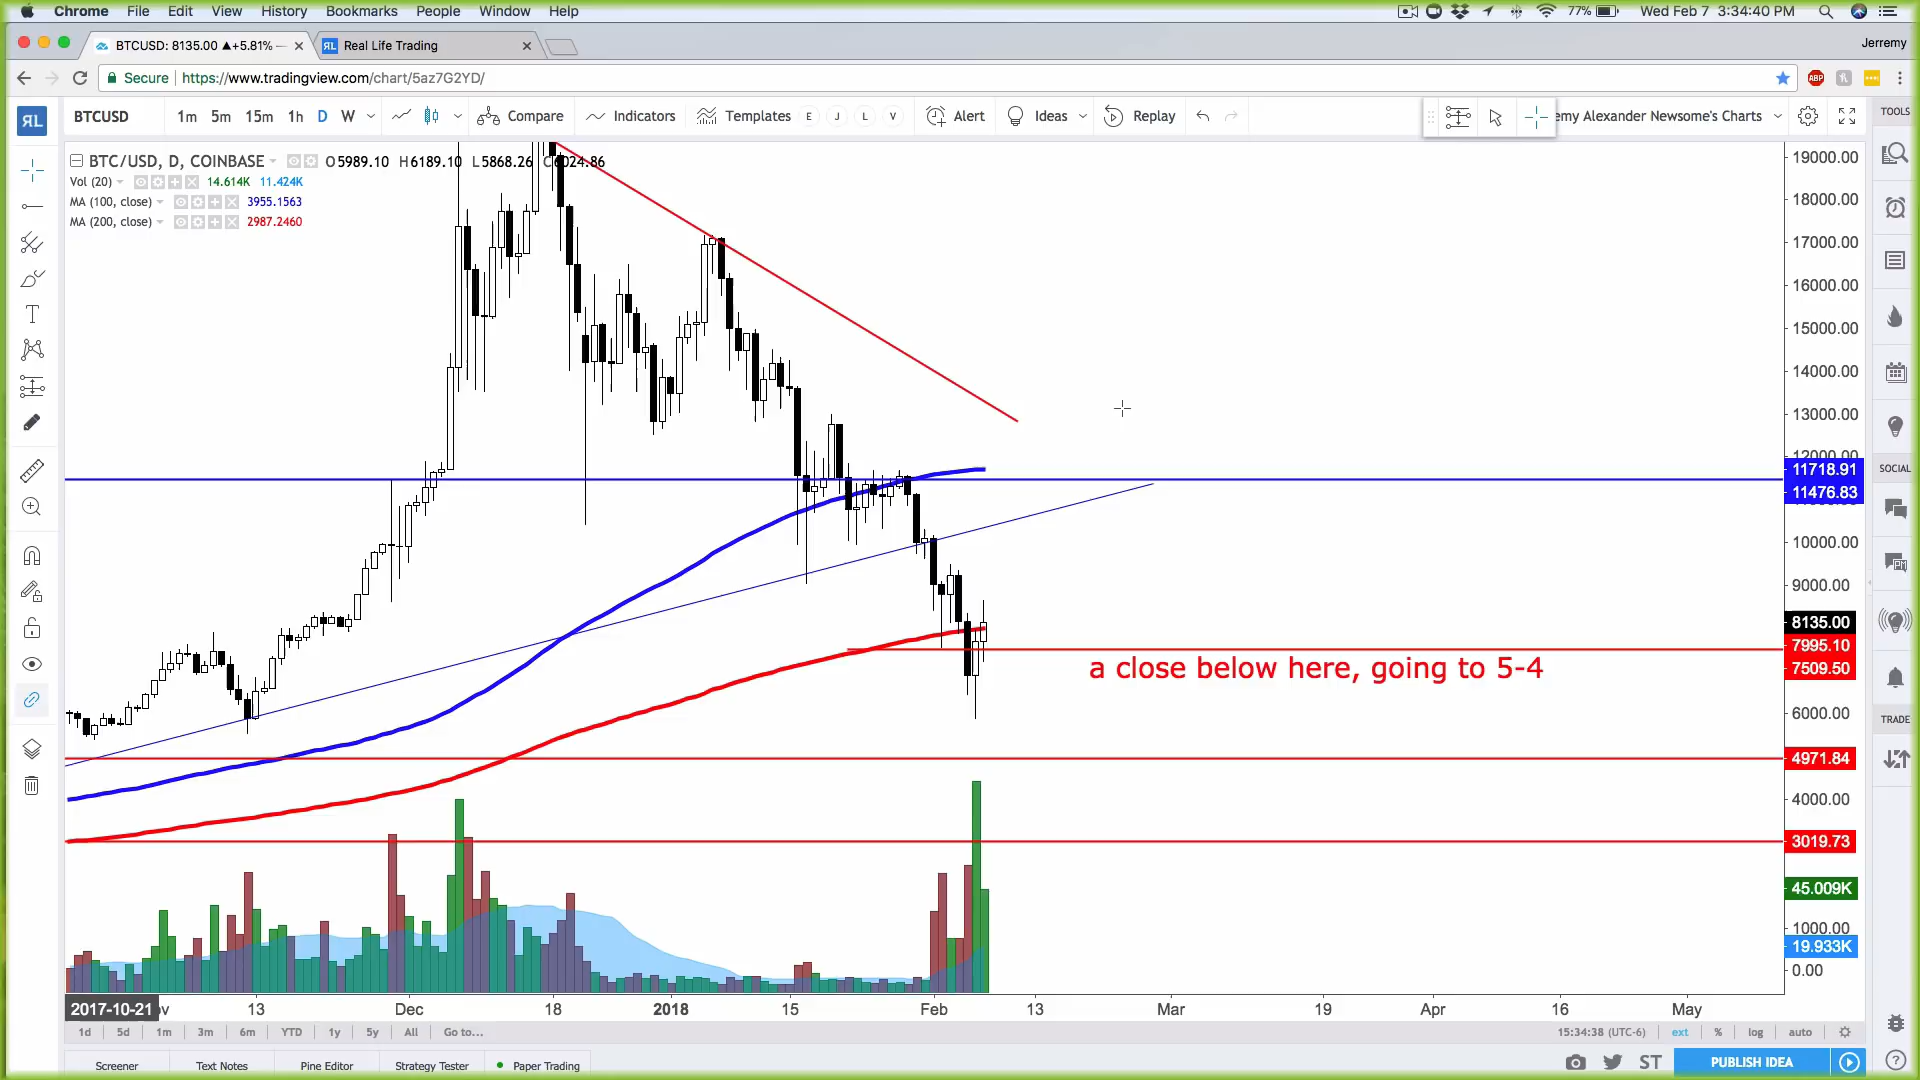 Chrome File Edit View History Bookmarks People Window Help 77% Wed Feb 7 3:34:40 PM
BTCUSD: 8135.00 ▲+5.81% — Real Life Trading Jerremy
Secure https://www.tradingview.com/chart/5az7G2YD/ ABP
RL BTCUSD 1m 5m 15m 1h D W Compare Indicators Templates E J L V Alert Ideas Replay emy Alexander Newsome's Charts TOOLS
BTC/USD, D, COINBASE O5989.10 H6189.10 L5868.26 C6024.86
Vol (20) 14.614K 11.424K
MA (100, close) 3955.1563
MA (200, close) 2987.2460
19000.00
18000.00
17000.00
16000.00
15000.00
14000.00
13000.00
12000.00
11718.91
SOCIAL
11476.83
10000.00
9000.00
8135.00
7995.10
a close below here, going to 5-4
7509.50
6000.00
TRADE
4971.84
4000.00
3019.73
45.009K
1000.00
19.933K
0.00
2017-10-21 13 Dec 18 2018 15 Feb 13 Mar 19 Apr 16 May
1d 5d 1m 3m 6m YTD 1y 5y All Go to... 15:34:38 (UTC-6) ext % log auto
Screener Text Notes Pine Editor Strategy Tester Paper Trading ST PUBLISH IDEA